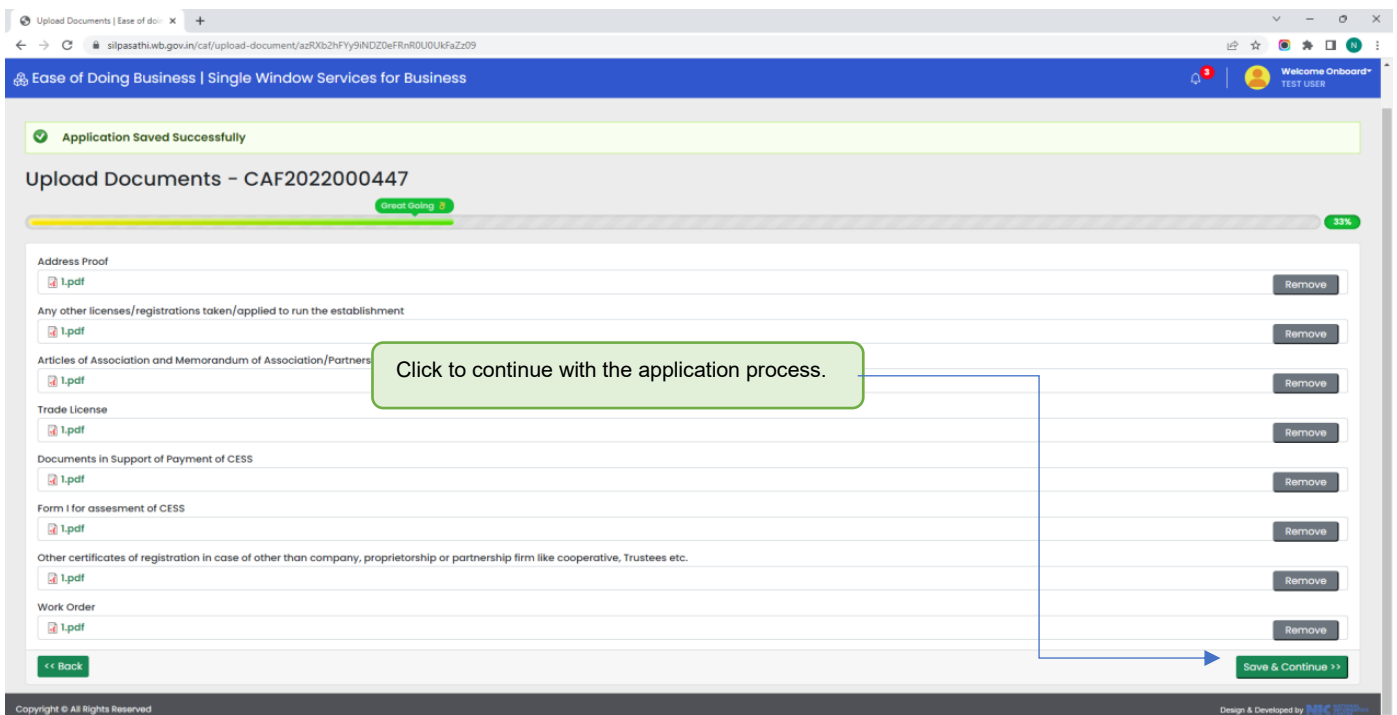 Upload Documents | Ease of doi
silpasathi.wb.gov.in/caf/upload-document/azRXb2hFYy9iNDZ0eFRnR0U0UkFaZz09
N
Ease of Doing Business | Single Window Services for Business
3
Welcome Onboard
TEST USER
Application Saved Successfully
Upload Documents - CAF2022000447
Great Going
33%
Address Proof
1.pdf
Remove
Any other licenses/registrations taken/applied to run the establishment
1.pdf
Remove
Articles of Association and Memorandum of Association/Partners
Click to continue with the application process.
1.pdf
Remove
Trade License
1.pdf
Remove
Documents in Support of Payment of CESS
1.pdf
Remove
Form I for assesment of CESS
1.pdf
Remove
Other certificates of registration in case of other than company, proprietorship or partnership firm like cooperative, Trustees etc.
1.pdf
Remove
Work Order
1.pdf
Remove
<< Back
Save & Continue >>
Copyright © All Rights Reserved
Design & Developed by NIC